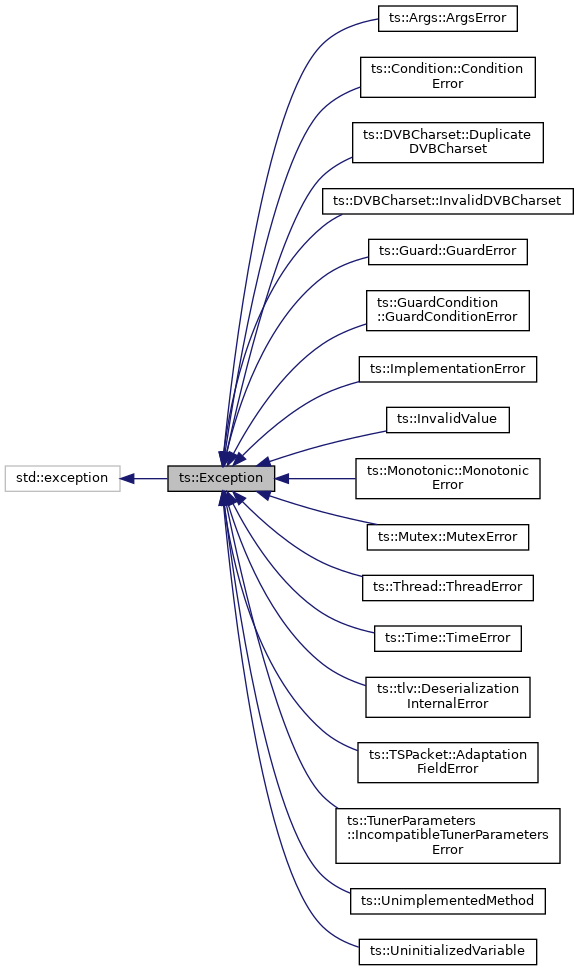 ts::Args::ArgsError
ts::Condition::Condition
Error
ts::DVBCharset::Duplicate
DVBCharset
ts::DVBCharset::InvalidDVBCharset
ts::Guard::GuardError
ts::GuardCondition
::GuardConditionError
ts::ImplementationError
ts::InvalidValue
std::exception
ts::Exception
ts::Monotonic::Monotonic
Error
ts::Mutex::MutexError
ts::Thread::ThreadError
ts::Time::TimeError
ts::tlv::Deserialization
InternalError
ts::TSPacket::Adaptation
FieldError
ts::TunerParameters
::IncompatibleTunerParameters
Error
ts::UnimplementedMethod
ts::UninitializedVariable